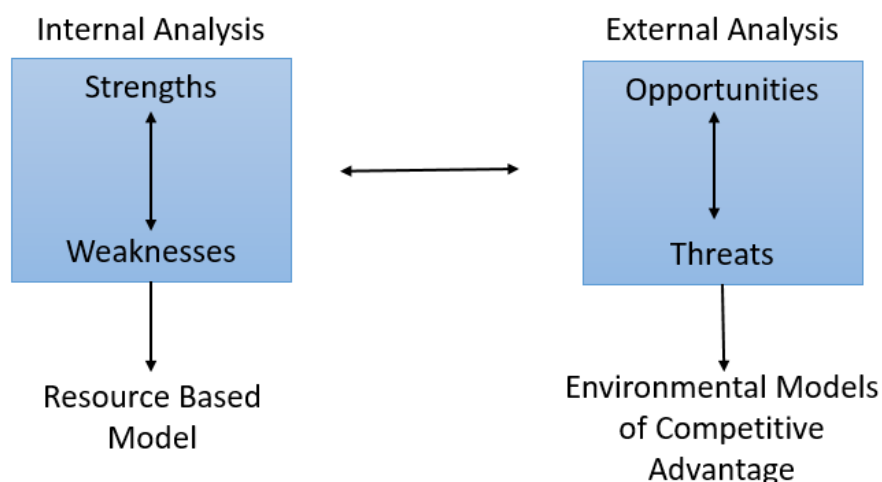 Internal Analysis
Strengths
Weaknesses
Resource Based
Model
External Analysis
Opportunities
Threats
Environmental Models
of Competitive
Advantage